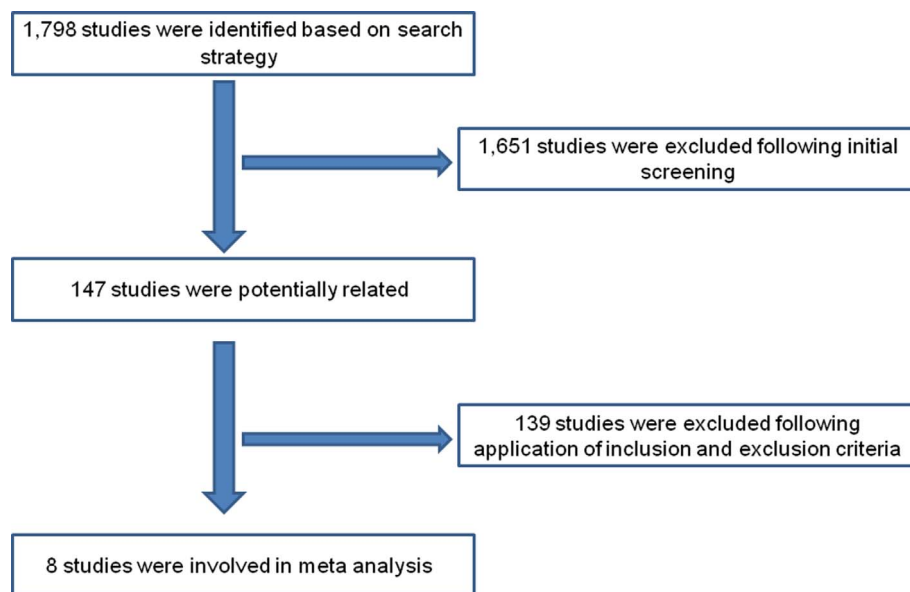 1,798 studies were identified based on search
strategy
1,651 studies were excluded following initial
screening
147 studies were potentially related
139 studies were excluded following
application of inclusion and exclusion criteria
8 studies were involved in meta analysis